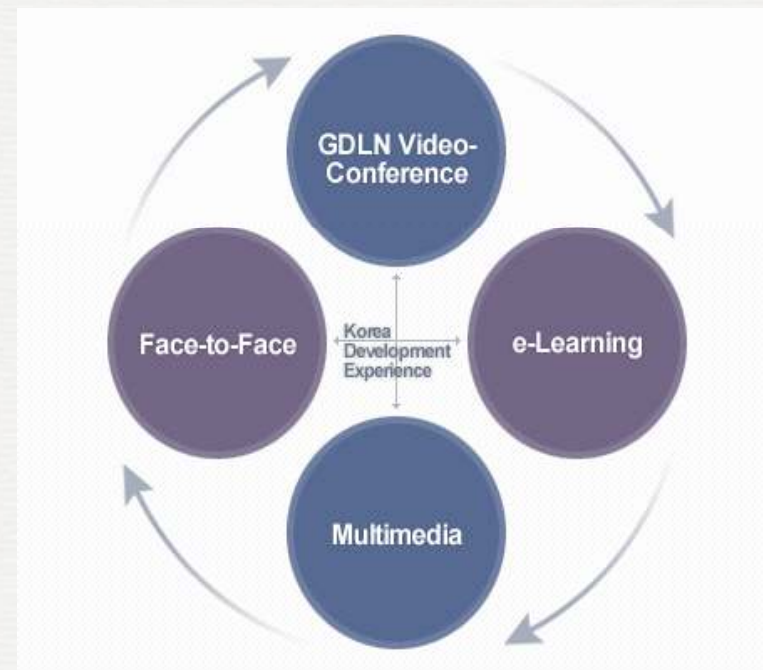 GDLN Video-
Conference
Face-to-Face
Korea
Development
Experience
e-Learning
Multimedia